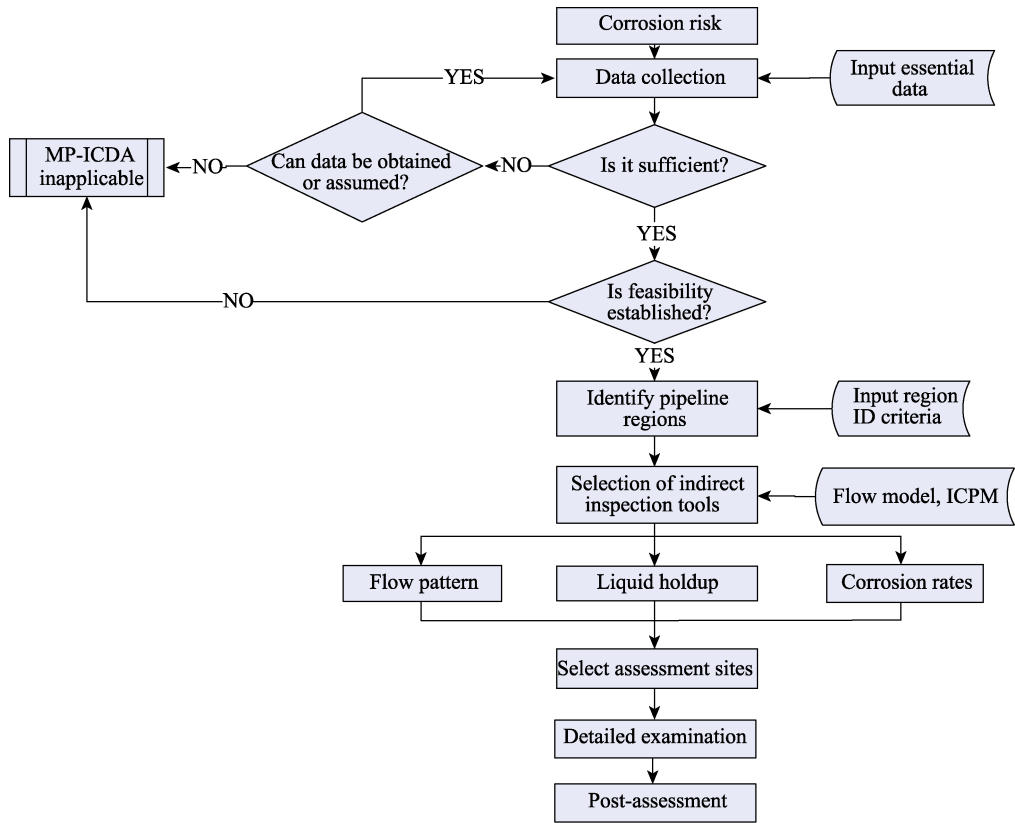 Corrosion risk
YES
Data collection
Input essential
data
MP-ICDA
inapplicable
NO
Can data be obtained
or assumed?
NO
Is it sufficient?
YES
NO
Is feasibility
established?
YES
Identify pipeline
regions
Input region
ID criteria
Selection of indirect
inspection tools
Flow model, ICPM
Flow pattern
Liquid holdup
Corrosion rates
Select assessment sites
Detailed examination
Post-assessment